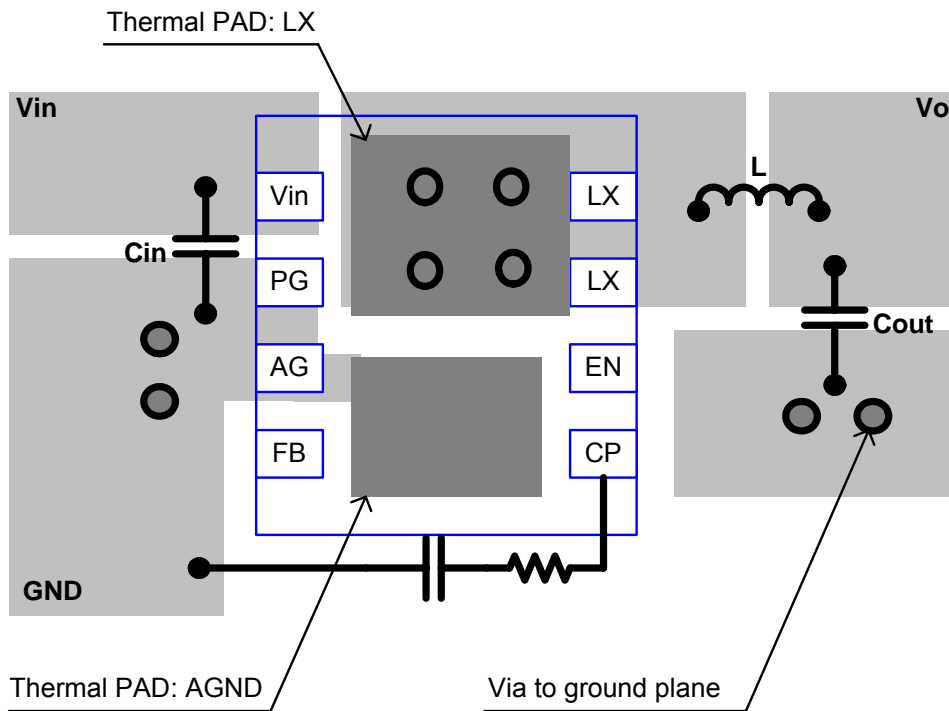 Thermal PAD: LX
Vin
Vo
L
Vin
LX
Cin
PG
LX
Cout
AG
EN
FB
CP
GND
Thermal PAD: AGND
Via to ground plane